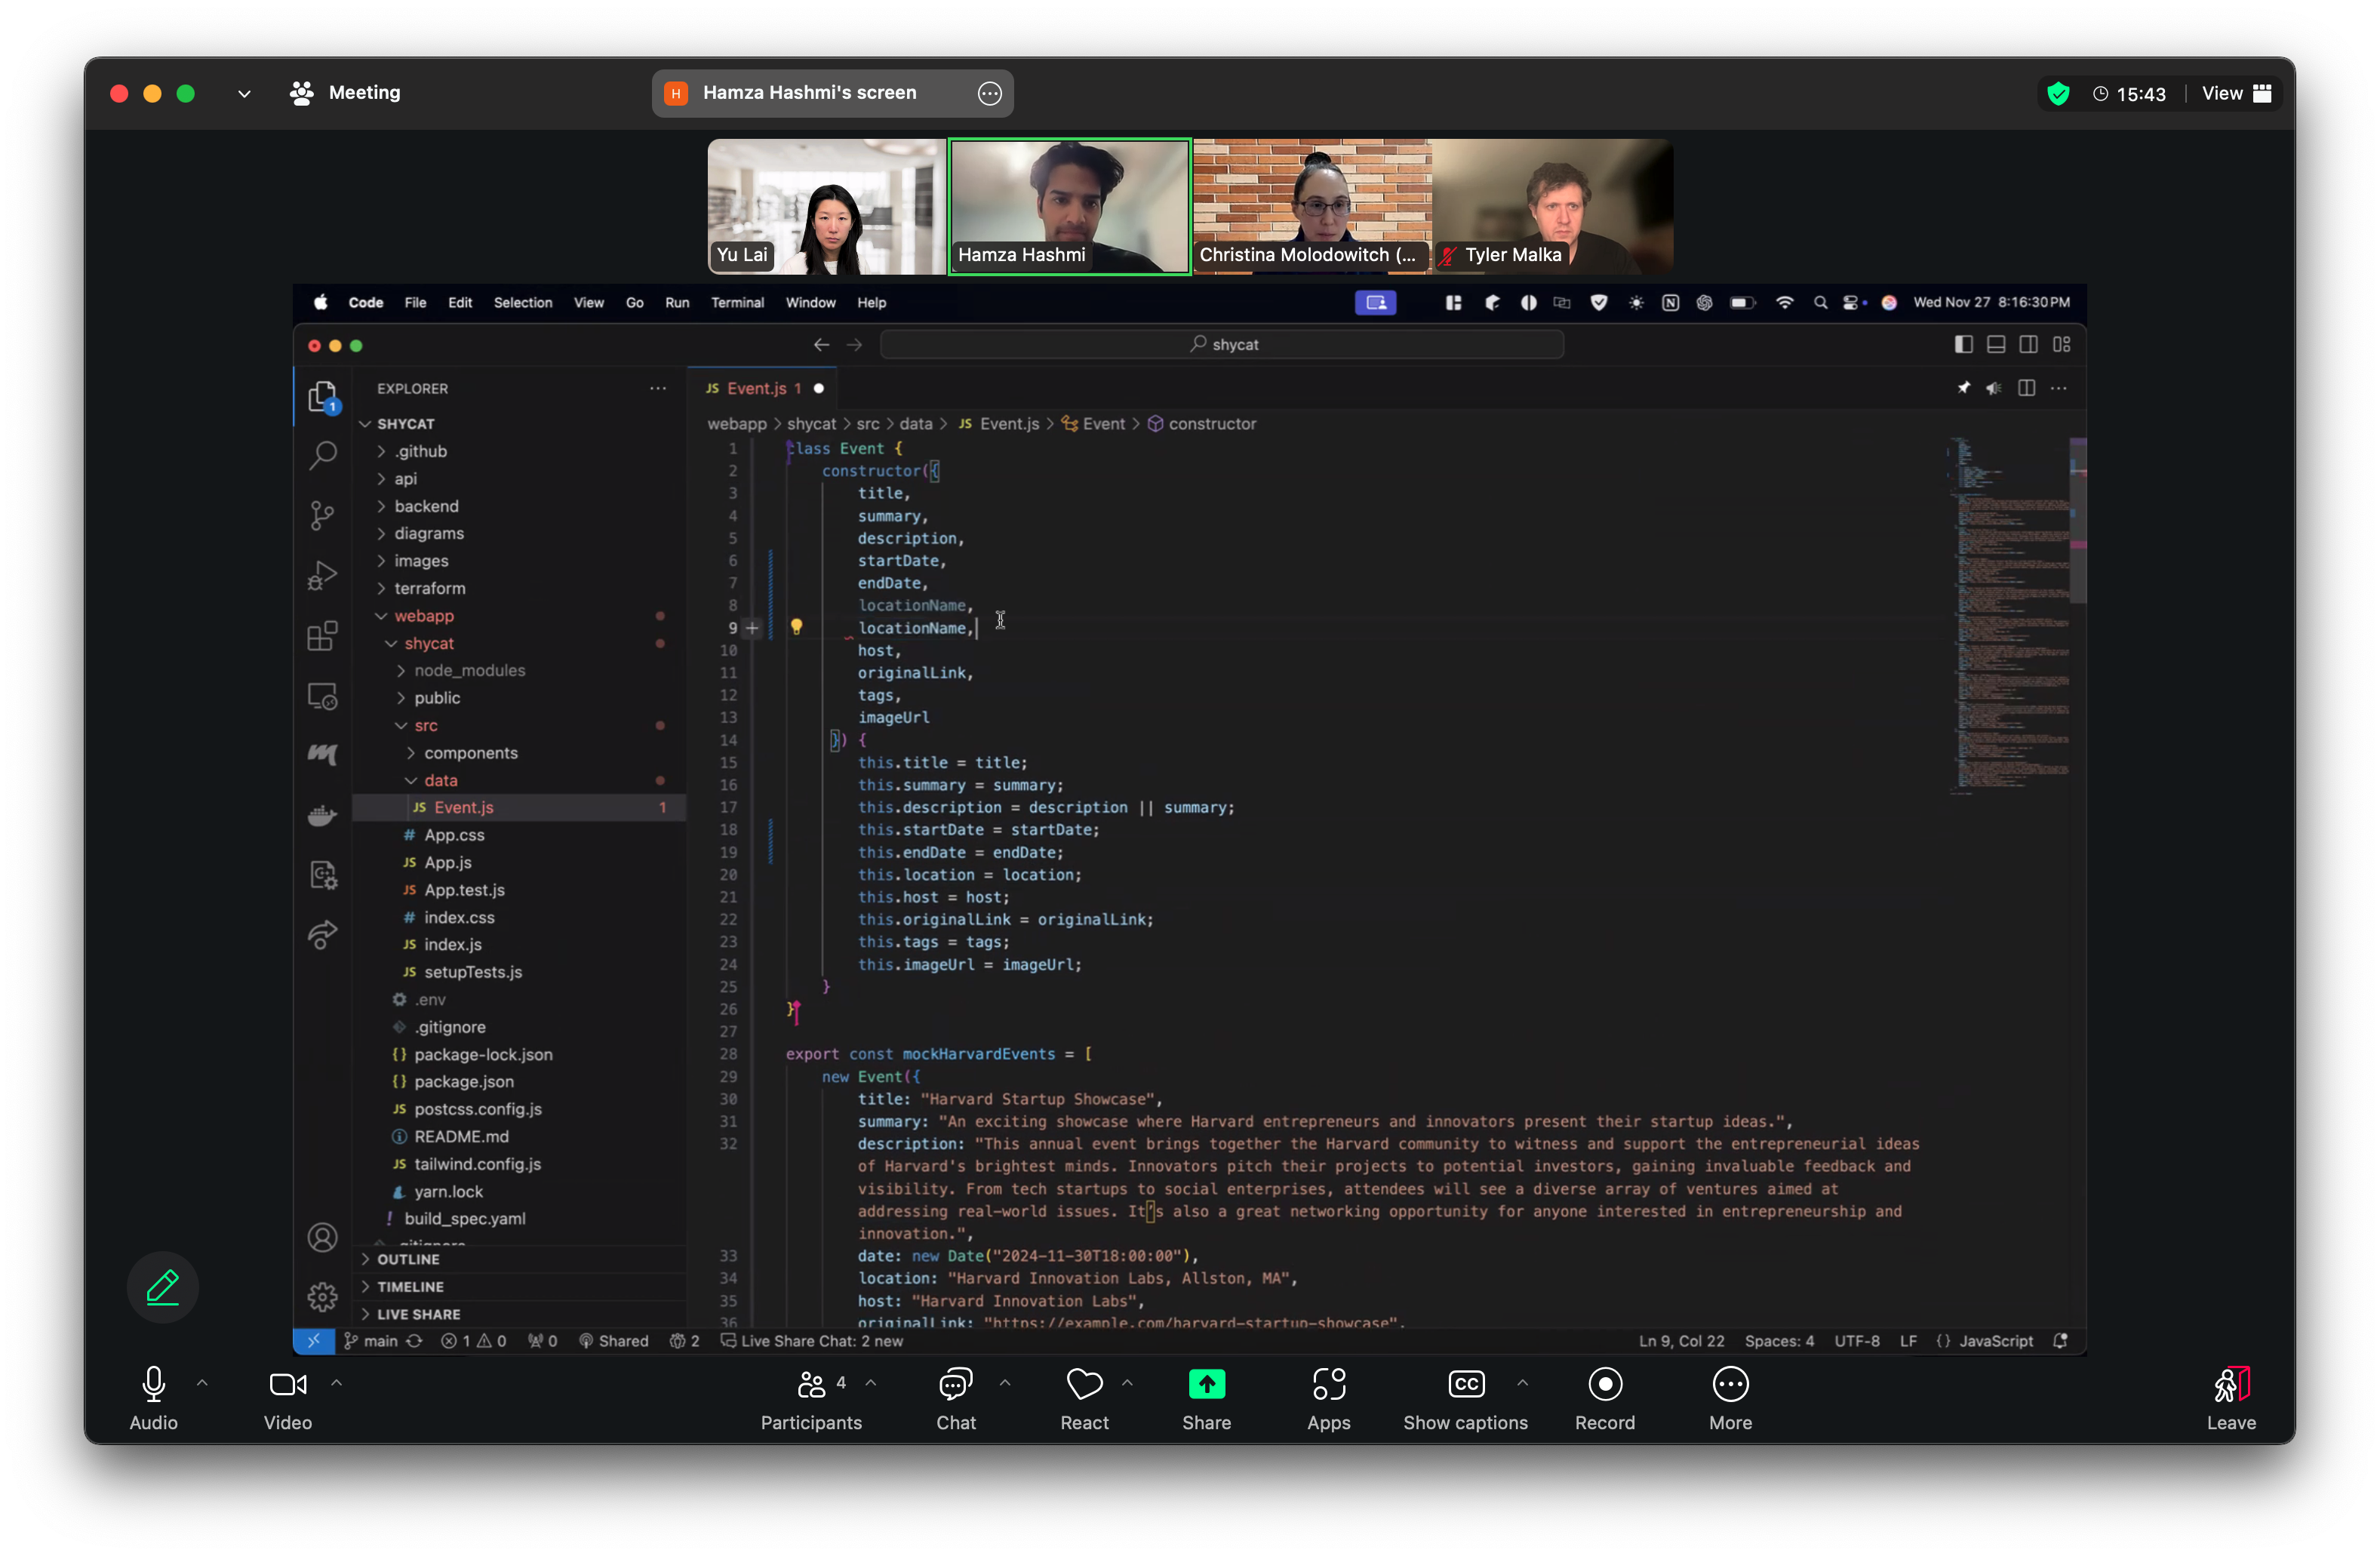 Meeting
H Hamza Hashmi's screen
15:43 View
Yu Lai
Hamza Hashmi
Christina Molodowitch (...
Tyler Malka
Code File Edit Selection View Go Run Terminal Window Help
Wed Nov 27 8:16:30 PM
shycat
EXPLORER
SHYCAT
.github
api
backend
diagrams
images
terraform
webapp
shycat
node_modules
public
src
components
data
JS Event.js 1
# App.css
JS App.js
JS App.test.js
# index.css
JS index.js
JS setupTests.js
.env
.gitignore
{} package-lock.json
{} package.json
JS postcss.config.js
README.md
JS tailwind.config.js
yarn.lock
! build_spec.yaml
.gitignore
OUTLINE
TIMELINE
LIVE SHARE
JS Event.js 1
webapp > shycat > src > data > JS Event.js > Event > constructor
1 class Event {
2 constructor({
3 title,
4 summary,
5 description,
6 startDate,
7 endDate,
8 locationName,
9 locationName,
10 host,
11 originalLink,
12 tags,
13 imageUrl
14 }) {
15 this.title = title;
16 this.summary = summary;
17 this.description = description || summary;
18 this.startDate = startDate;
19 this.endDate = endDate;
20 this.location = location;
21 this.host = host;
22 this.originalLink = originalLink;
23 this.tags = tags;
24 this.imageUrl = imageUrl;
25 }
26 }
27
28 export const mockHarvardEvents = [
29 new Event({
30 title: "Harvard Startup Showcase",
31 summary: "An exciting showcase where Harvard entrepreneurs and innovators present their startup ideas.",
32 description: "This annual event brings together the Harvard community to witness and support the entrepreneurial ideas
of Harvard's brightest minds. Innovators pitch their projects to potential investors, gaining invaluable feedback and
visibility. From tech startups to social enterprises, attendees will see a diverse array of ventures aimed at
addressing real-world issues. It’s also a great networking opportunity for anyone interested in entrepreneurship and
innovation.",
33 date: new Date("2024-11-30T18:00:00"),
34 location: "Harvard Innovation Labs, Allston, MA",
35 host: "Harvard Innovation Labs",
36 originalLink: "https://example.com/harvard-startup-showcase",
main 1 0 0 Shared 2 Live Share Chat: 2 new
Ln 9, Col 22 Spaces: 4 UTF-8 LF {} JavaScript
Audio
Video
Participants 4
Chat
React
Share
Apps
CC Show captions
Record
More
Leave